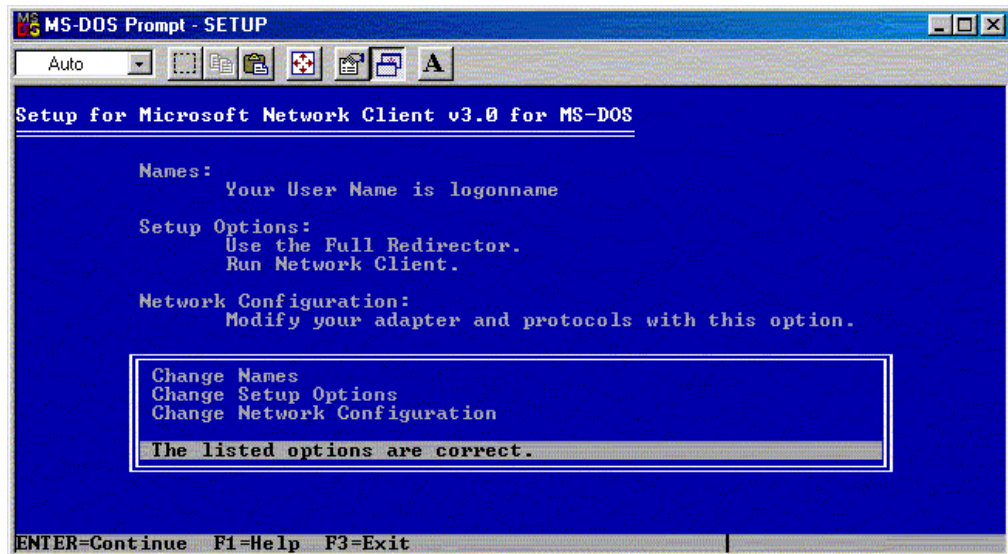 MS-DOS Prompt - SETUP
Auto
A
Setup for Microsoft Network Client v3.0 for MS-DOS
Names:
Your User Name is logonname
Setup Options:
Use the Full Redirector.
Run Network Client.
Network Configuration:
Modify your adapter and protocols with this option.
Change Names
Change Setup Options
Change Network Configuration
The listed options are correct.
ENTER=Continue  F1=Help  F3=Exit